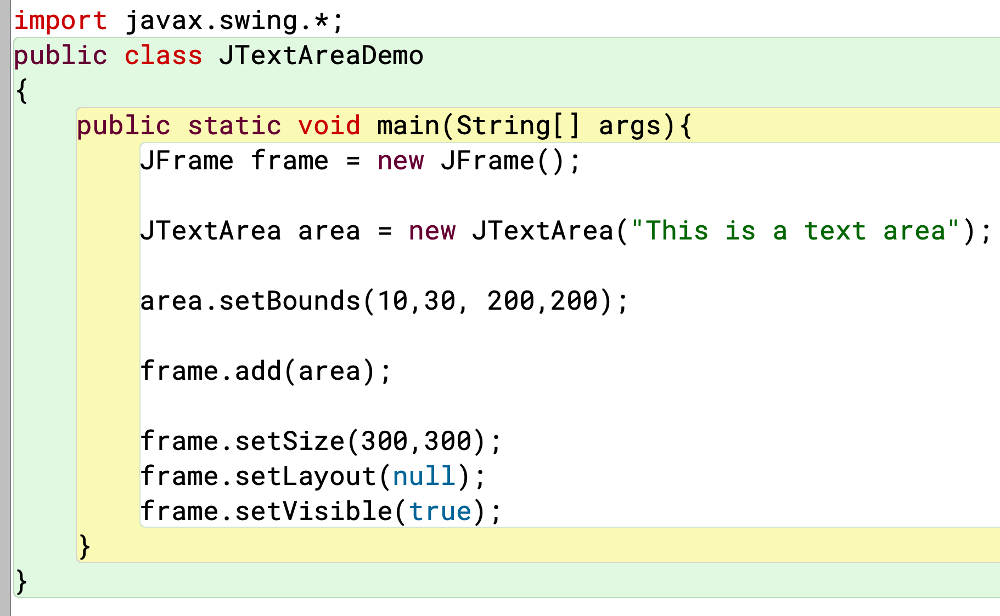 import javax.swing.*;
public class JTextAreaDemo
{
public static void main(String[] args){
JFrame frame = new JFrame();
JTextArea area = new JTextArea("This is a text area");
area.setBounds(10,30, 200,200);
frame.add(area);
frame.setSize(300,300);
frame.setLayout(null);
frame.setVisible(true);
}
}